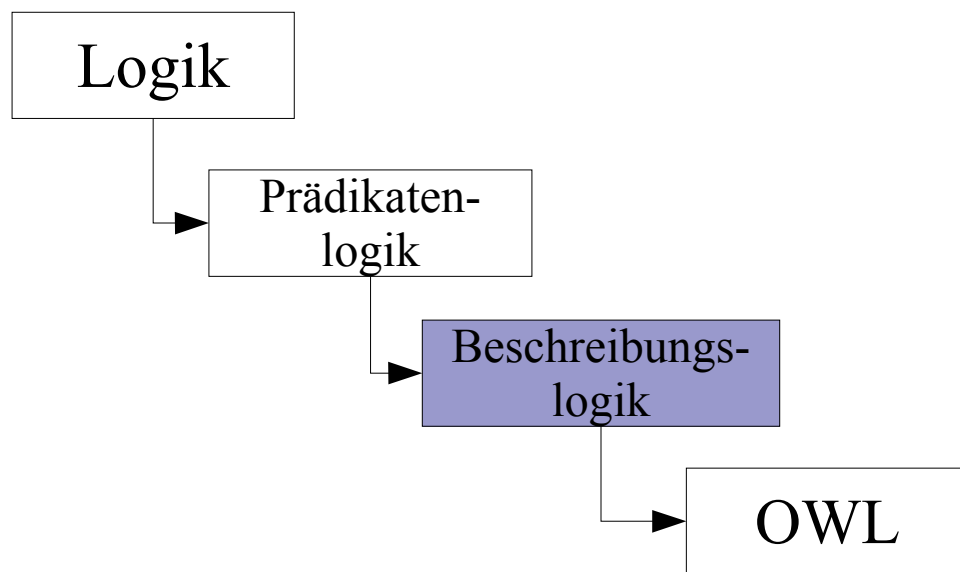 Logik
Prädikaten-
logik
Beschreibungs-
logik
OWL